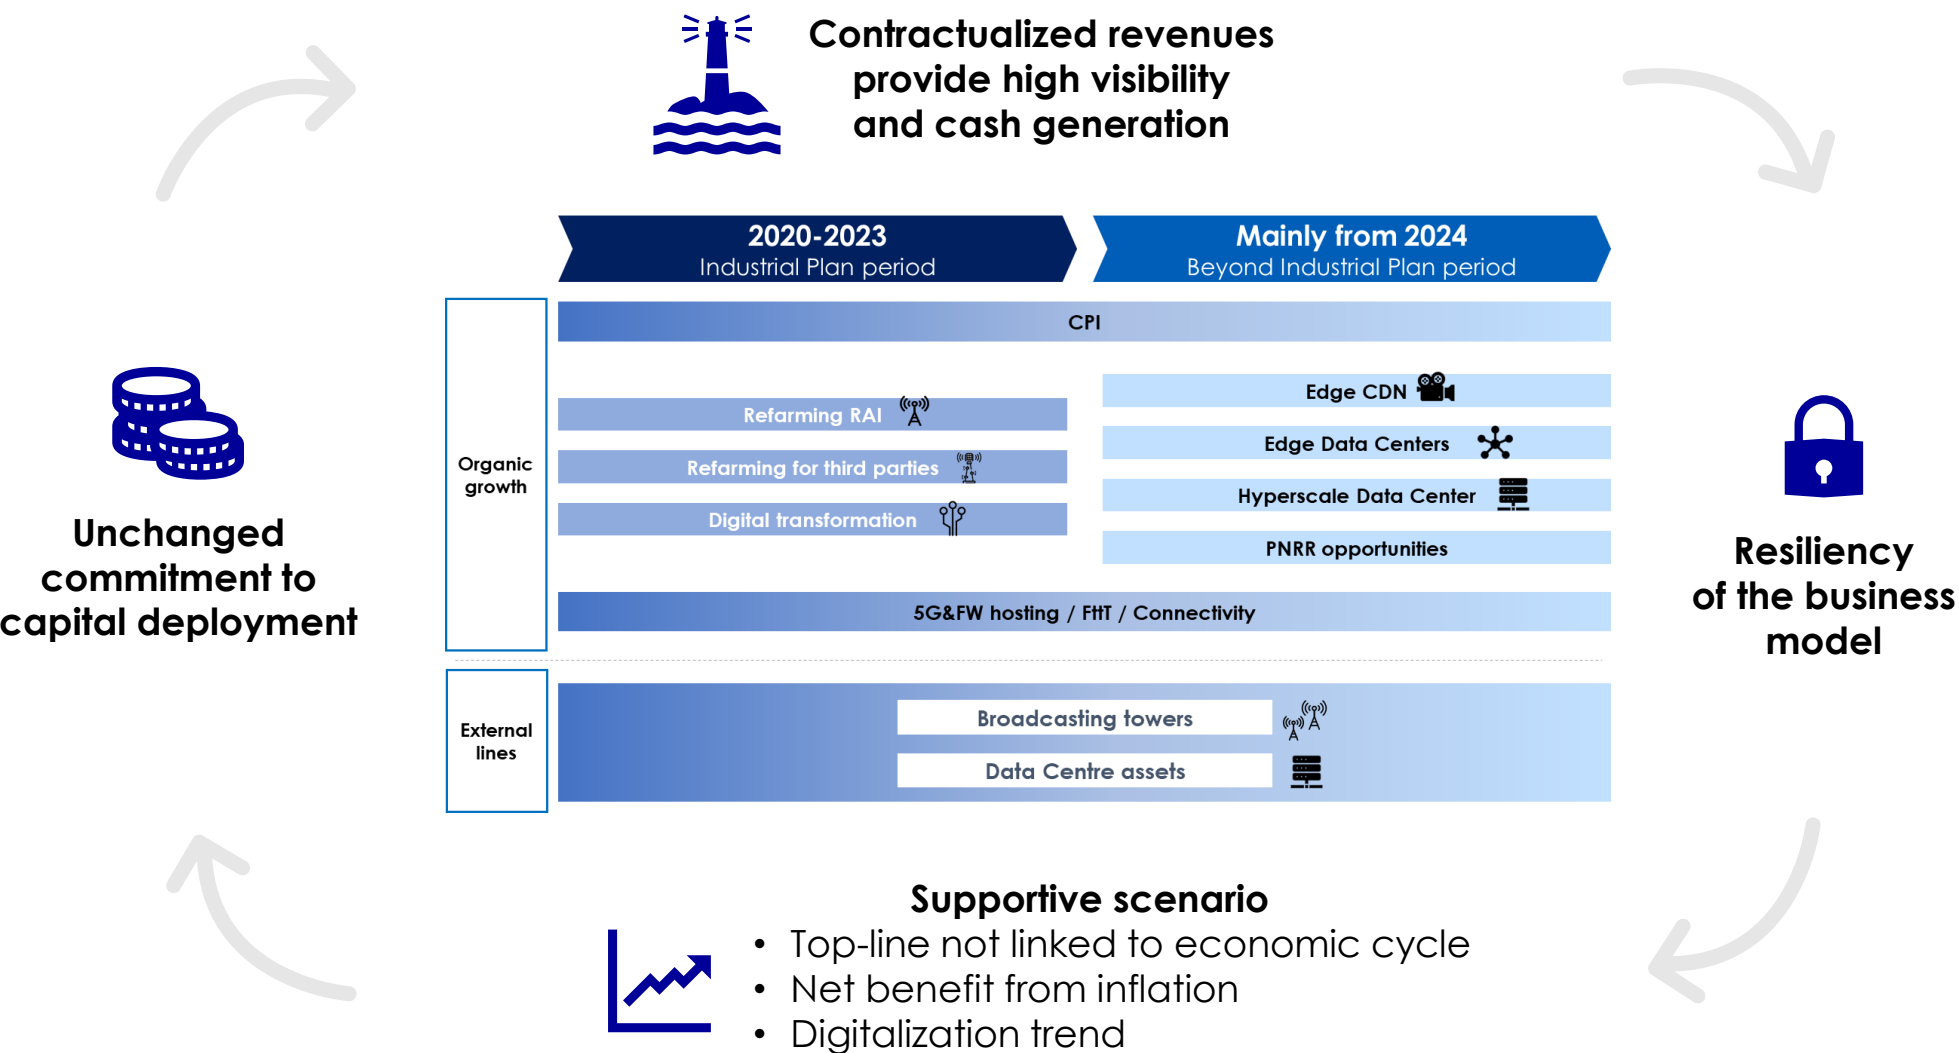 Contractualized revenues
provide high visibility
and cash generation
2020-2023
Industrial Plan period
Mainly from 2024
Beyond Industrial Plan period
Organic
growth
CPI
Refarming RAI
Refarming for third parties
Digital transformation
Edge CDN
Edge Data Centers
Hyperscale Data Center
PNRR opportunities
5G&FW hosting / FttT / Connectivity
External
lines
Broadcasting towers
Data Centre assets
Unchanged
commitment to
capital deployment
Resiliency
of the business
model
Supportive scenario
• Top-line not linked to economic cycle
• Net benefit from inflation
• Digitalization trend